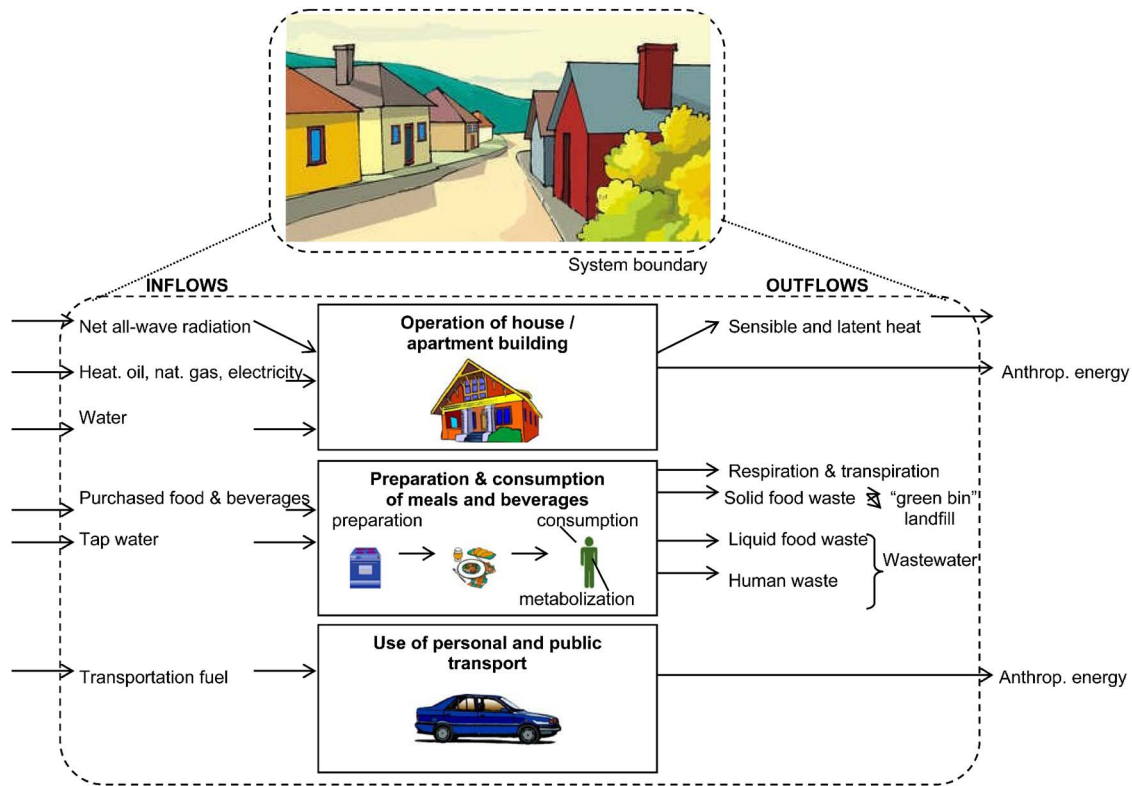 System boundary
INFLOWS
OUTFLOWS
Net all-wave radiation
Heat. oil, nat. gas, electricity
Water
Operation of house /
apartment building
Sensible and latent heat
Anthrop. energy
Purchased food & beverages
Tap water
Preparation & consumption
of meals and beverages
preparation
consumption
metabolization
Respiration & transpiration
Solid food waste
“green bin”
landfill
Liquid food waste
Human waste
Wastewater
Transportation fuel
Use of personal and public
transport
Anthrop. energy